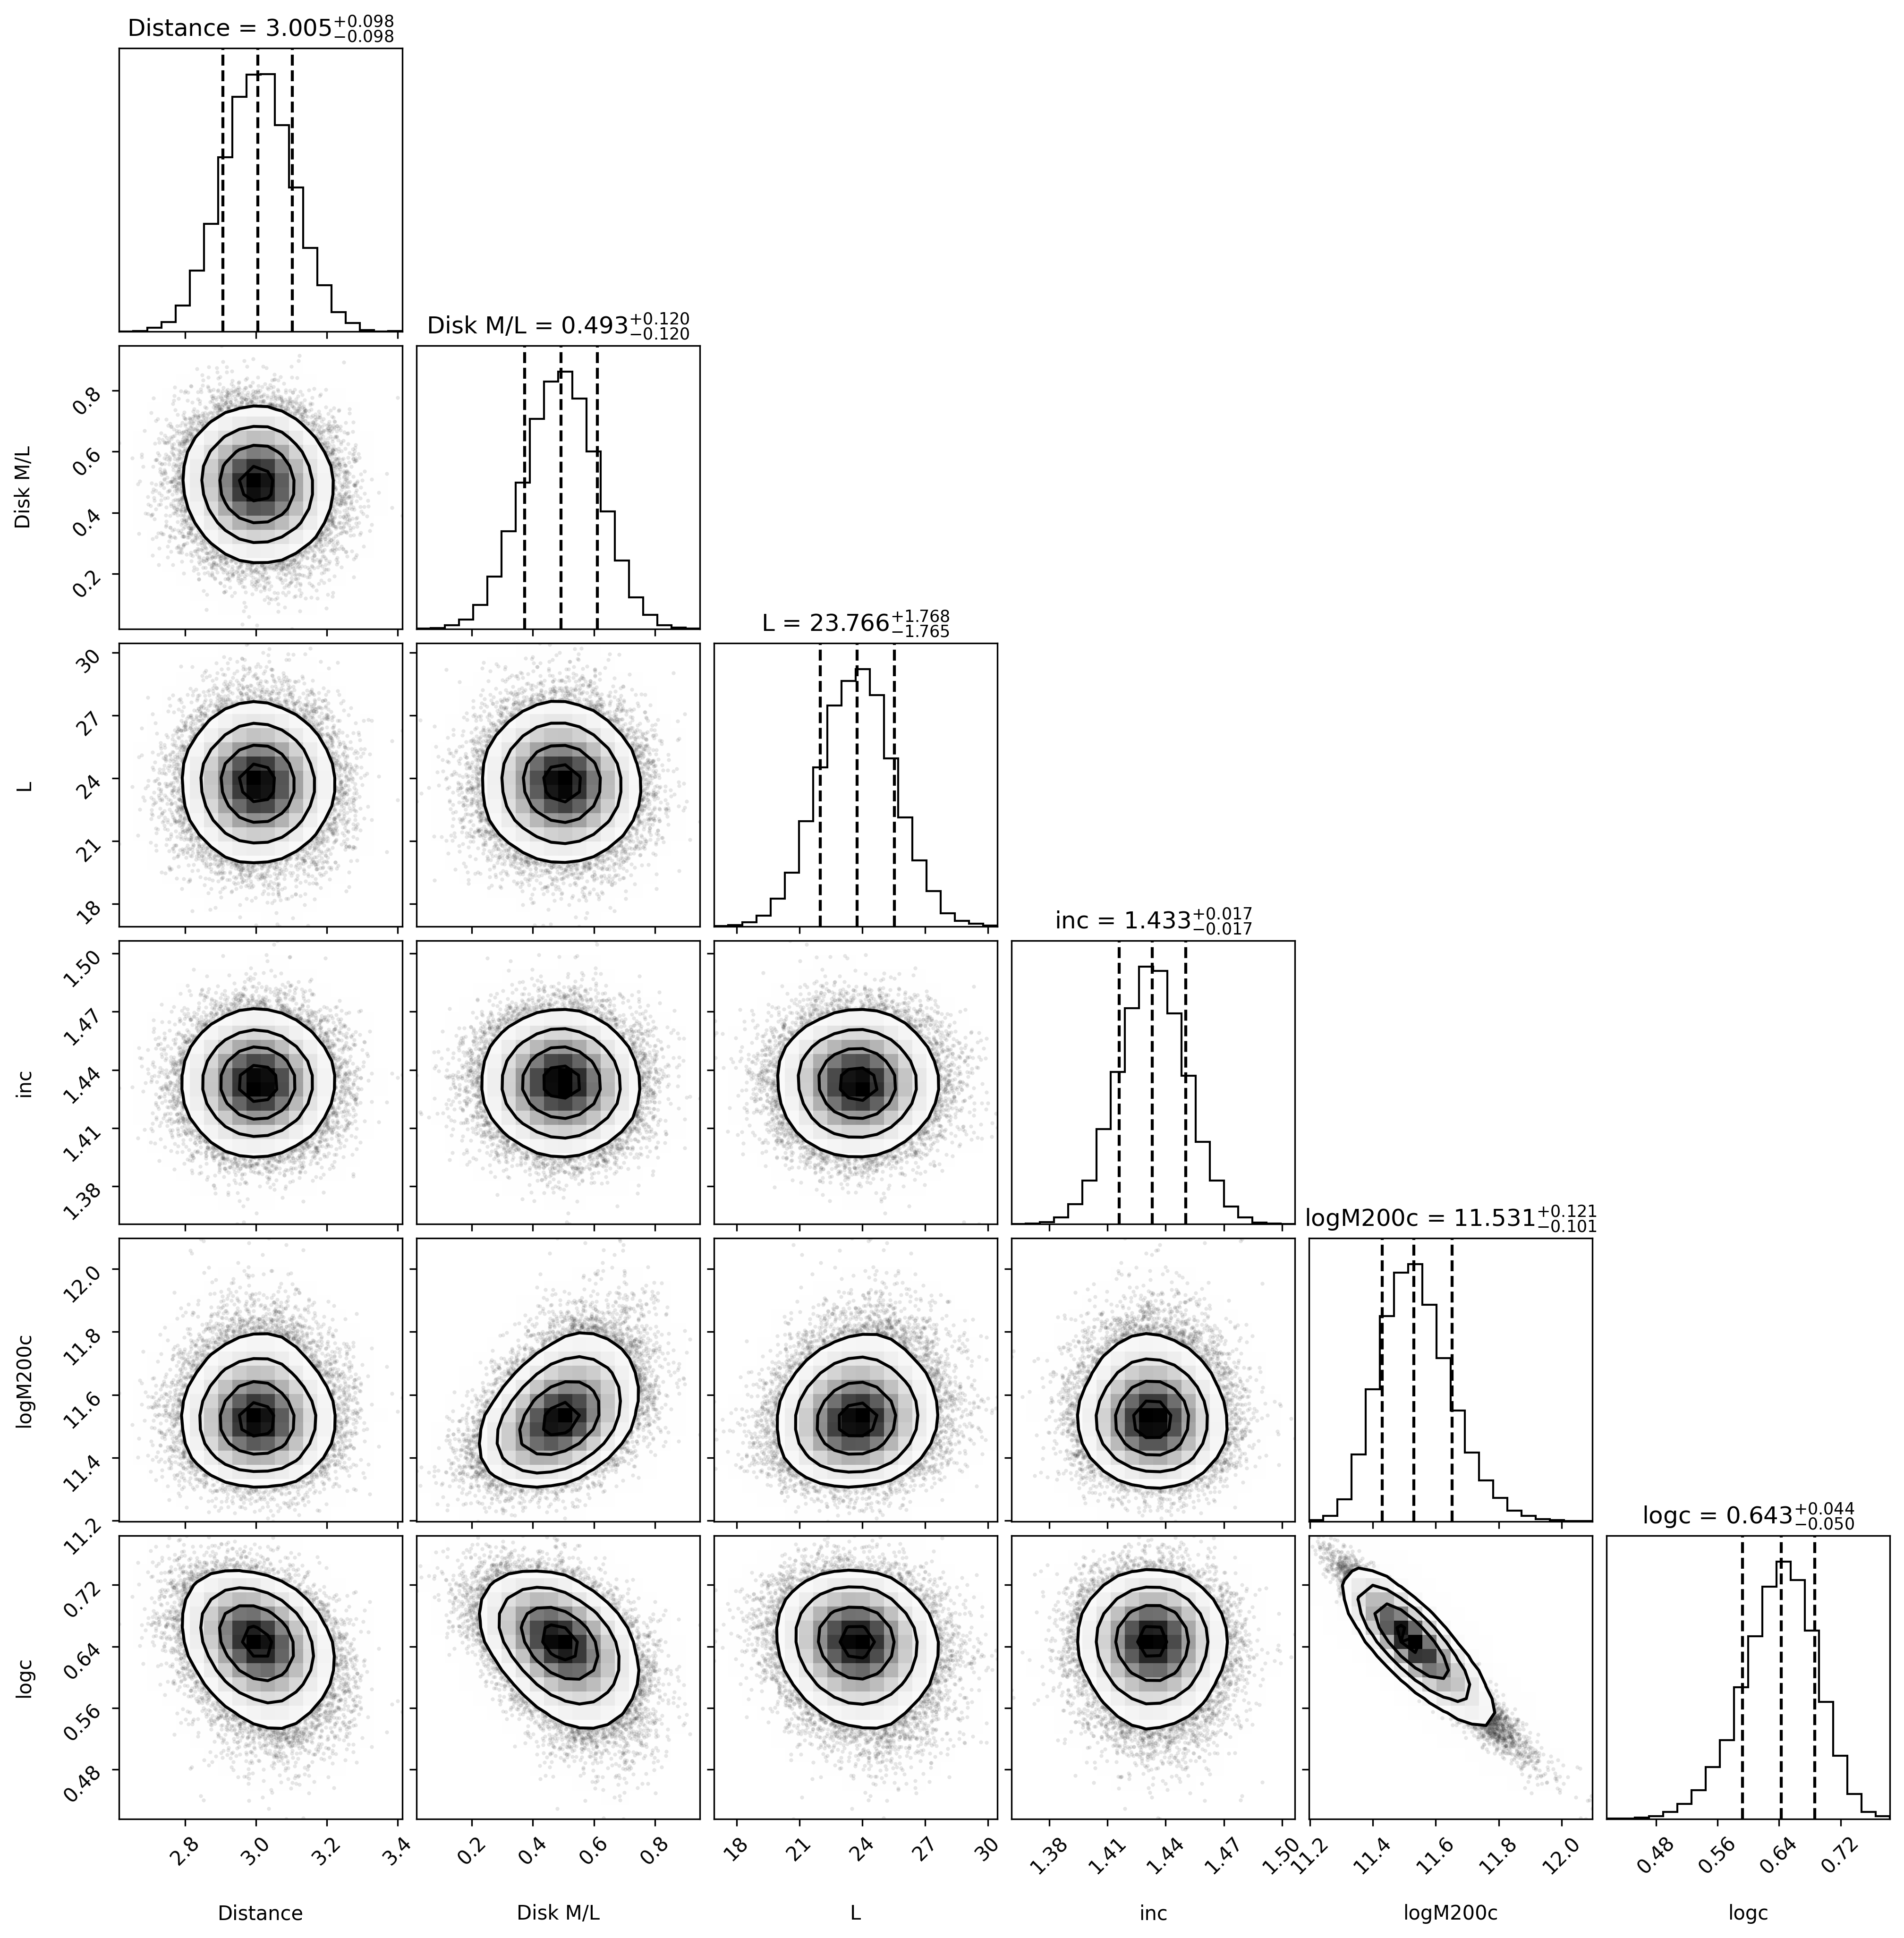 Distance = 3.005+0.098−0.098
Disk M/L = 0.493+0.120−0.120
Disk M/L
0.8
0.6
0.4
0.2
L = 23.766+1.768−1.765
L
30
27
24
21
18
inc = 1.433+0.017−0.017
inc
1.50
1.47
1.44
1.41
1.38
logM200c = 11.531+0.121−0.101
logM200c
12.0
11.8
11.6
11.4
11.2
logc = 0.643+0.044−0.050
logc
0.72
0.64
0.56
0.48
2.8 3.0 3.2 3.4 0.2 0.4 0.6 0.8 18 21 24 27 30 1.38 1.41 1.44 1.47 1.50 11.2 11.4 11.6 11.8 12.0 0.48 0.56 0.64 0.72
Distance Disk M/L L inc logM200c logc